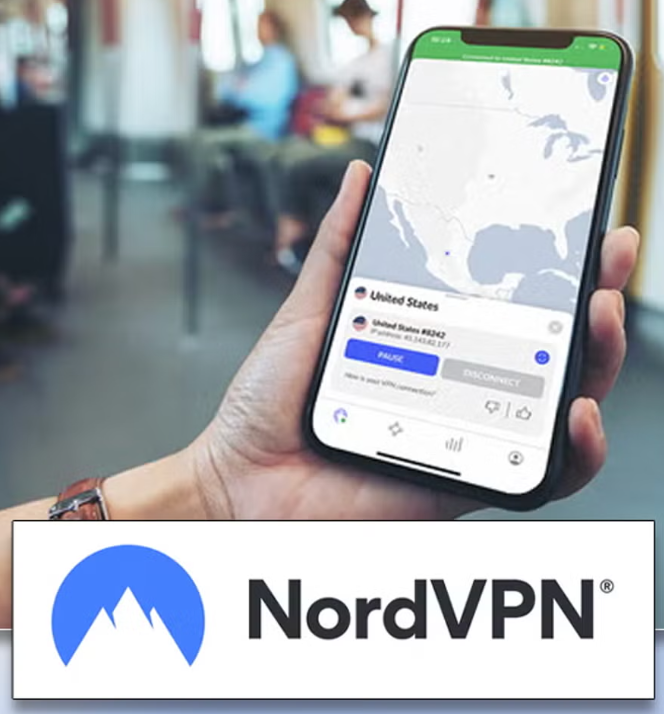 United States
United States #8242
PAUSE
DISCONNECT
How is your VPN connection?
NordVPN®